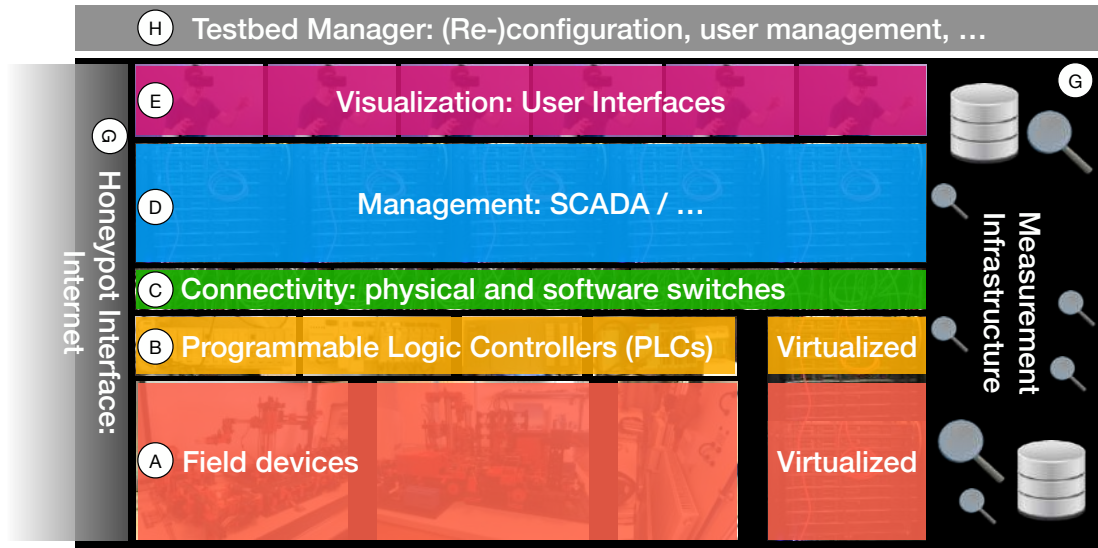 H Testbed Manager: (Re-)configuration, user management, …
G Honeypot Interface:
Internet
E Visualization: User Interfaces
D Management: SCADA / …
C Connectivity: physical and software switches
B Programmable Logic Controllers (PLCs)
Virtualized
A Field devices
Virtualized
G
Measurement
Infrastructure